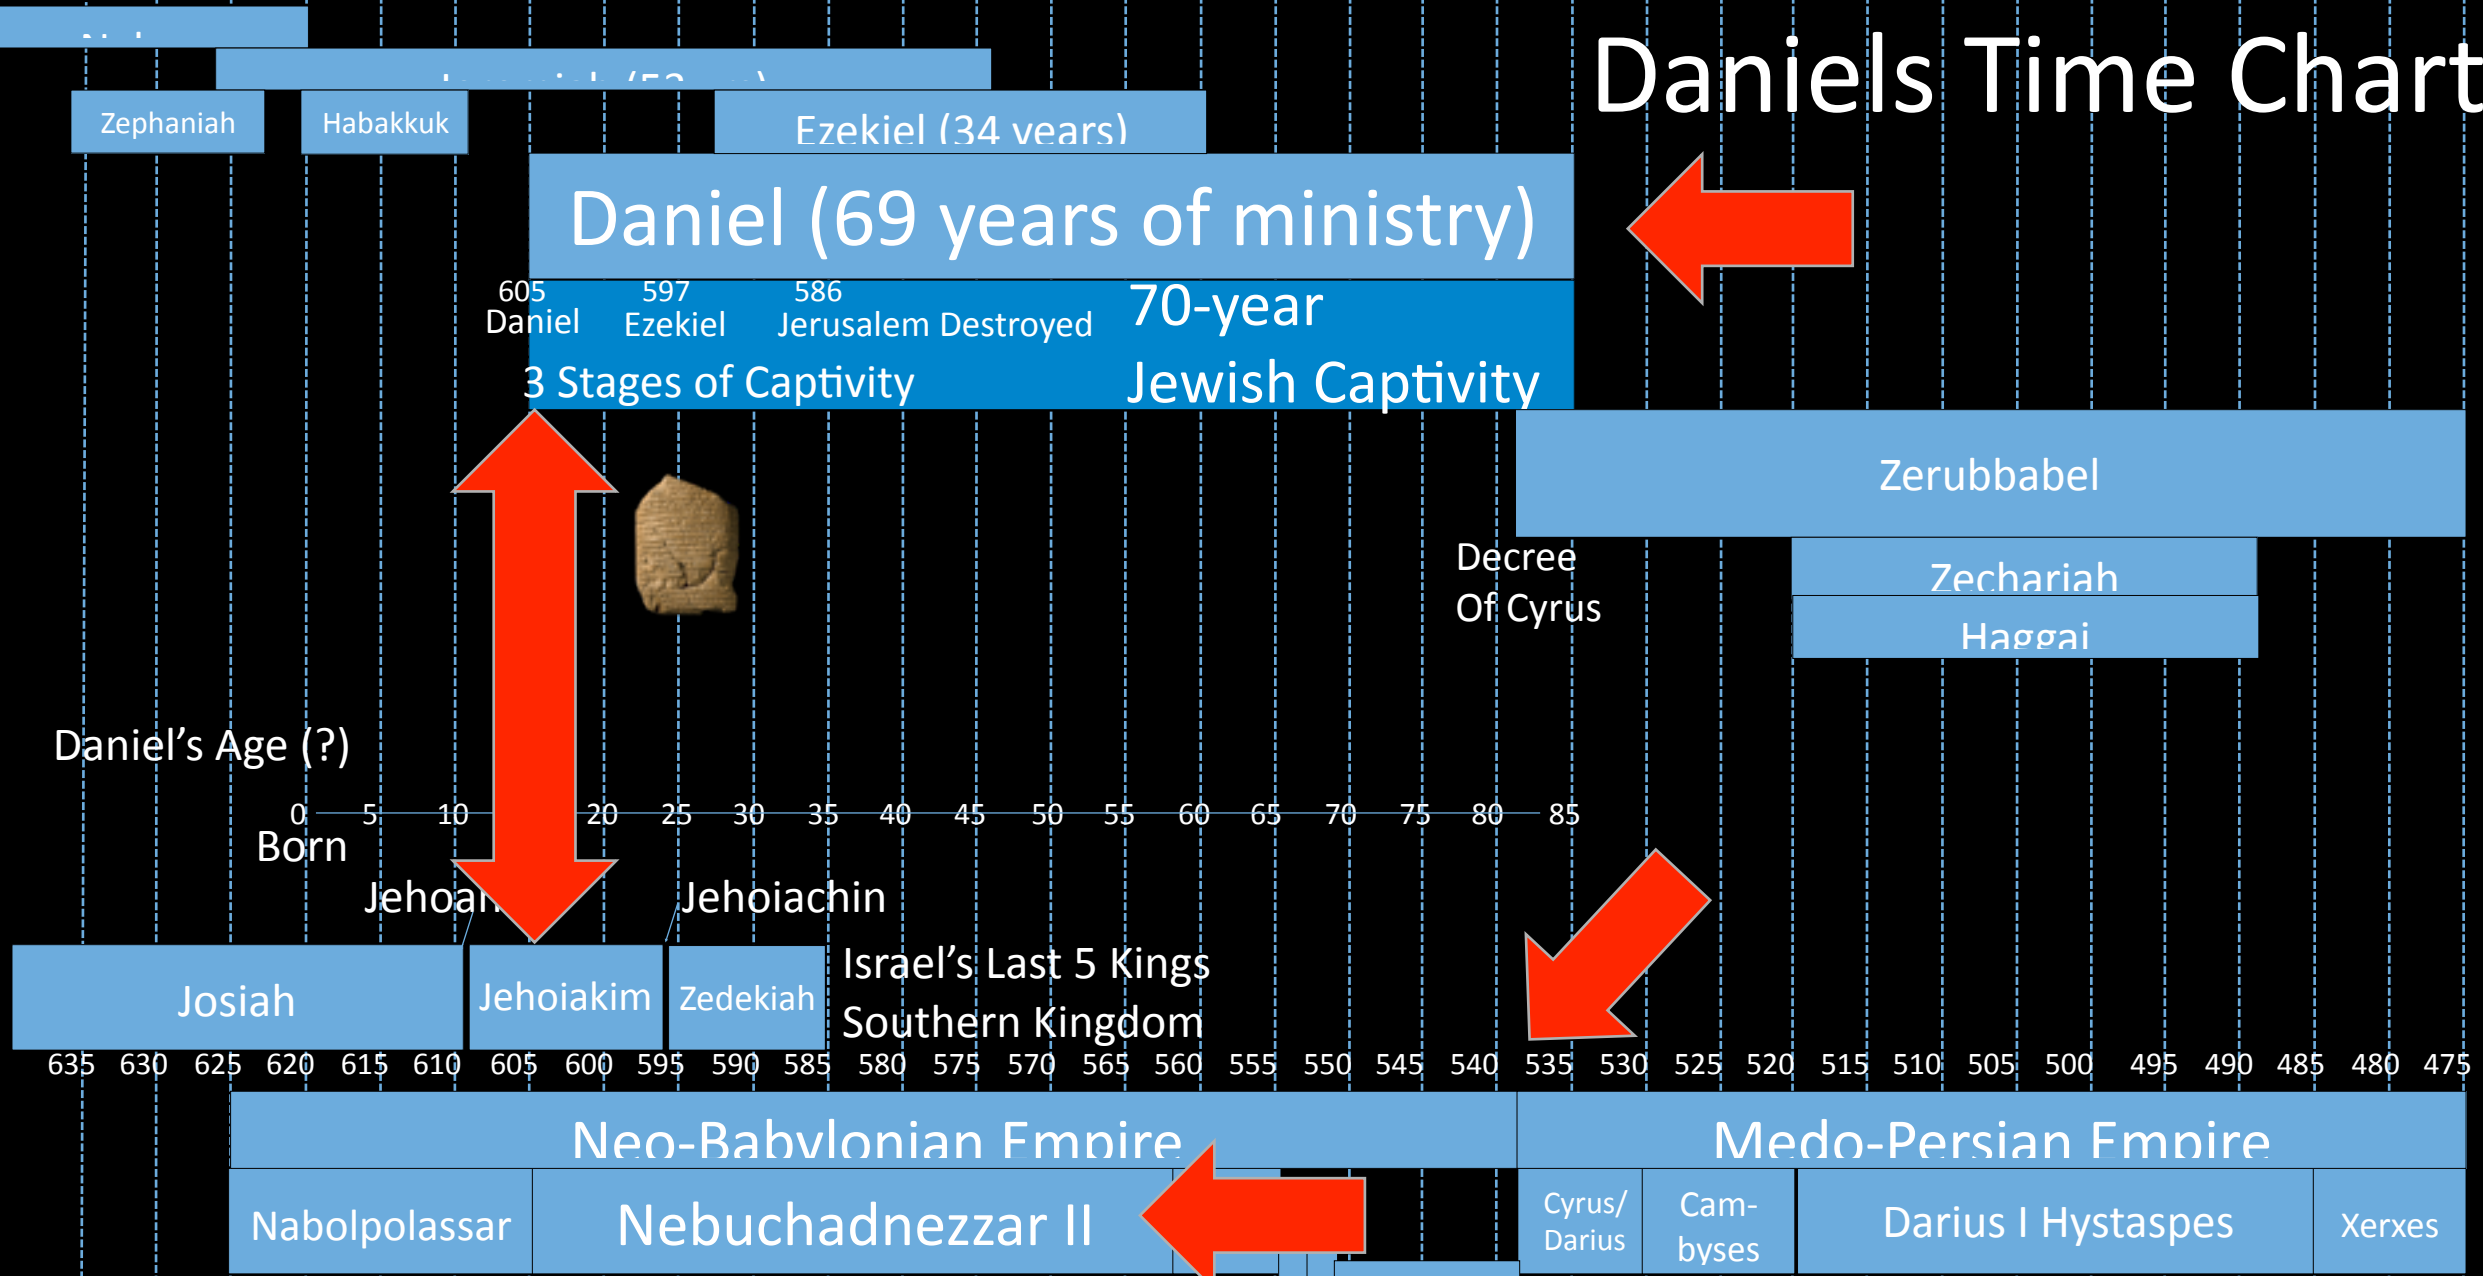 Daniels Time Chart
Zephaniah
Habakkuk
Ezekiel (34 years)
Daniel (69 years of ministry)
605
Daniel
597
Ezekiel
586
Jerusalem Destroyed
70-year
Jewish Captivity
3 Stages of Captivity
Zerubbabel
Decree
Of Cyrus
Zechariah
Haggai
Daniel’s Age (?)
0 5 10 20 25 30 35 40 45 50 55 60 65 70 75 80 85
Born
Jehoiachin
Josiah
Jehoiakim
Zedekiah
Israel’s Last 5 Kings
Southern Kingdom
635 630 625 620 615 610 605 600 595 590 585 580 575 570 565 560 555 550 545 540 535 530 525 520 515 510 505 500 495 490 485 480 475
Neo-Babylonian Empire
Medo-Persian Empire
Nabolpolassar
Nebuchadnezzar II
Cyrus/
Darius
Cam-
byses
Darius I Hystaspes
Xerxes